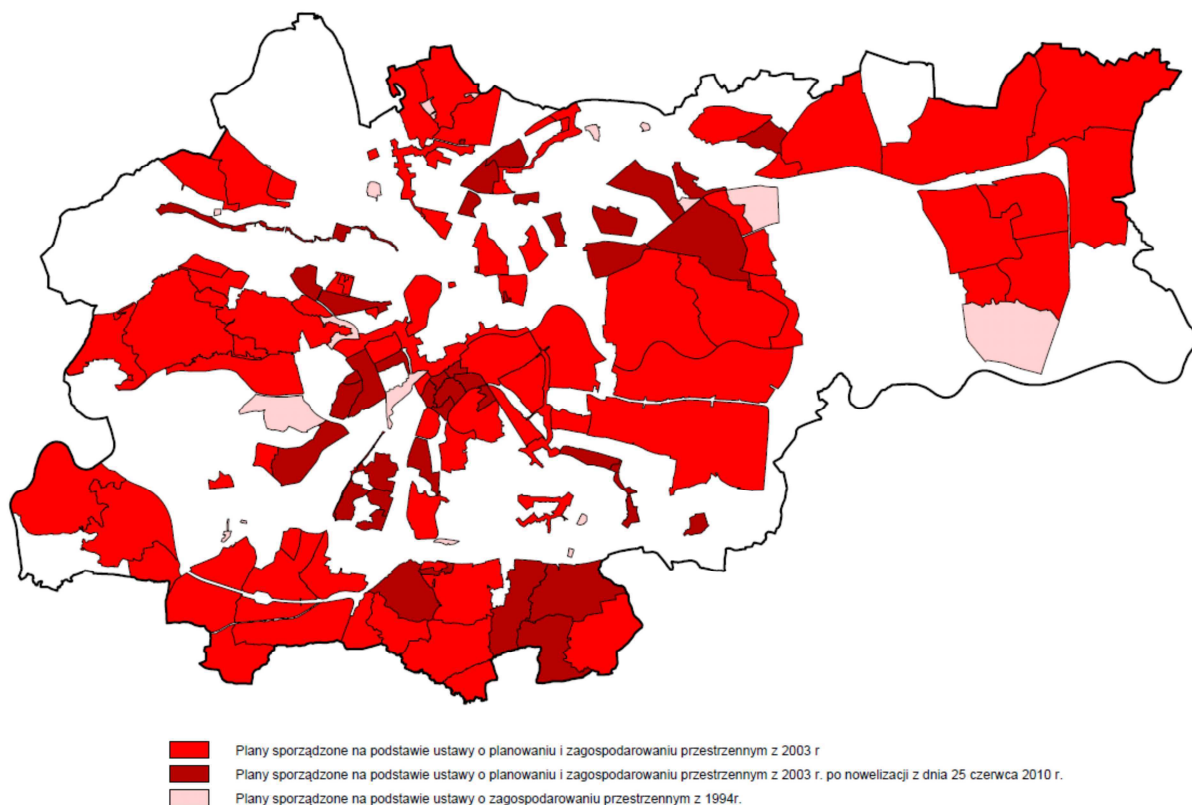 Plany sporządzone na podstawie ustawy o planowaniu i zagospodarowaniu przestrzennym z 2003 r
Plany sporządzone na podstawie ustawy o planowaniu i zagospodarowaniu przestrzennym z 2003 r. po nowelizacji z dnia 25 czerwca 2010 r.
Plany sporządzone na podstawie ustawy o zagospodarowaniu przestrzennym z 1994r.